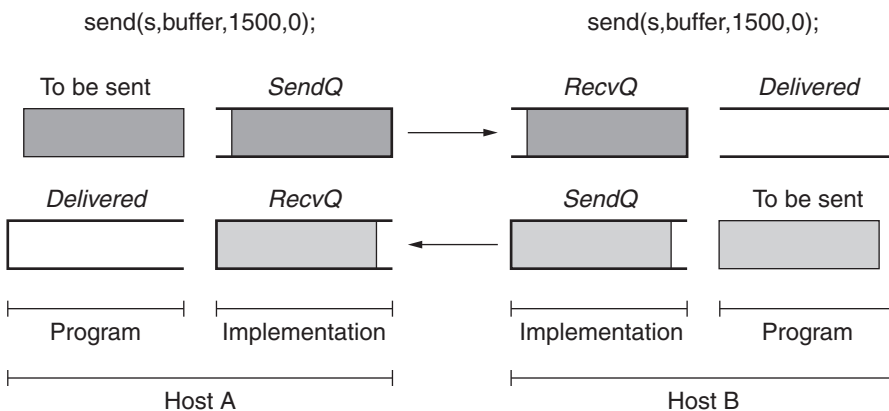 send(s,buffer,1500,0); send(s,buffer,1500,0);
To be sent SendQ RecvQ Delivered
Delivered RecvQ SendQ To be sent
Program Implementation Implementation Program
Host A Host B